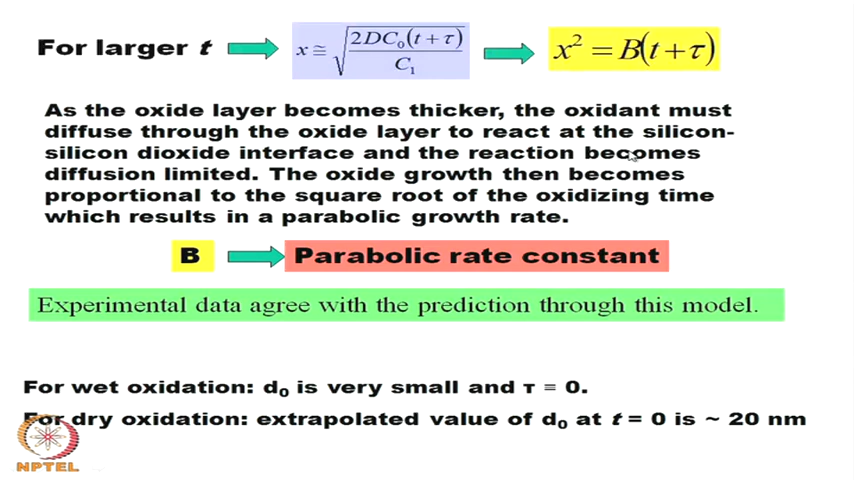 For larger t x ≅ √(2DC₀(t+τ)/C₁) x² = B(t+τ)
As the oxide layer becomes thicker, the oxidant must
diffuse through the oxide layer to react at the silicon-
silicon dioxide interface and the reaction becomes
diffusion limited. The oxide growth then becomes
proportional to the square root of the oxidizing time
which results in a parabolic growth rate.
B Parabolic rate constant
Experimental data agree with the prediction through this model.
For wet oxidation: d₀ is very small and τ = 0.
For dry oxidation: extrapolated value of d₀ at t = 0 is ~ 20 nm
NPTEL